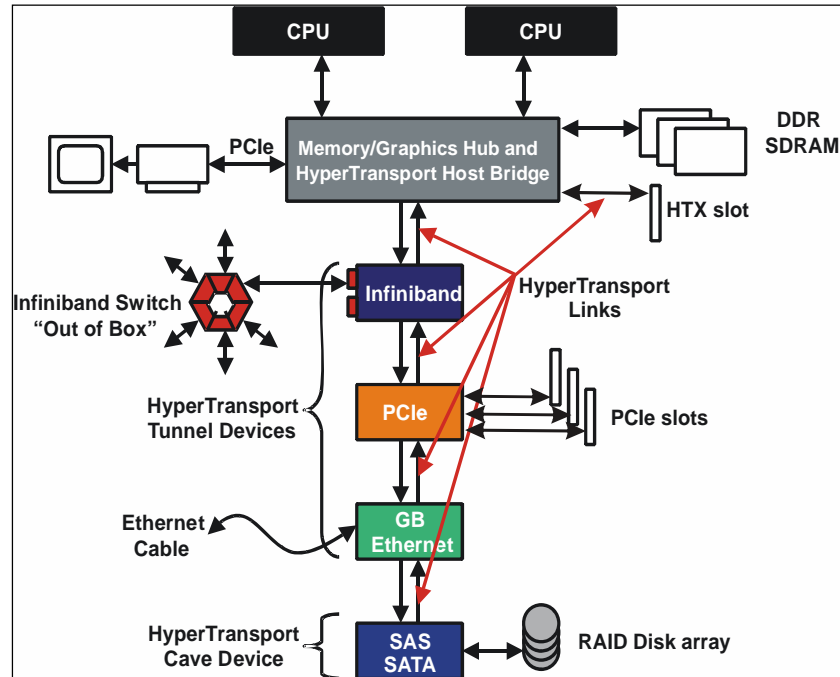 CPU
CPU
PCIe
Memory/Graphics Hub and
HyperTransport Host Bridge
DDR
SDRAM
HTX slot
Infiniband Switch
“Out of Box”
Infiniband
HyperTransport
Links
HyperTransport
Tunnel Devices
PCIe
PCIe slots
Ethernet
Cable
GB
Ethernet
HyperTransport
Cave Device
SAS
SATA
RAID Disk array